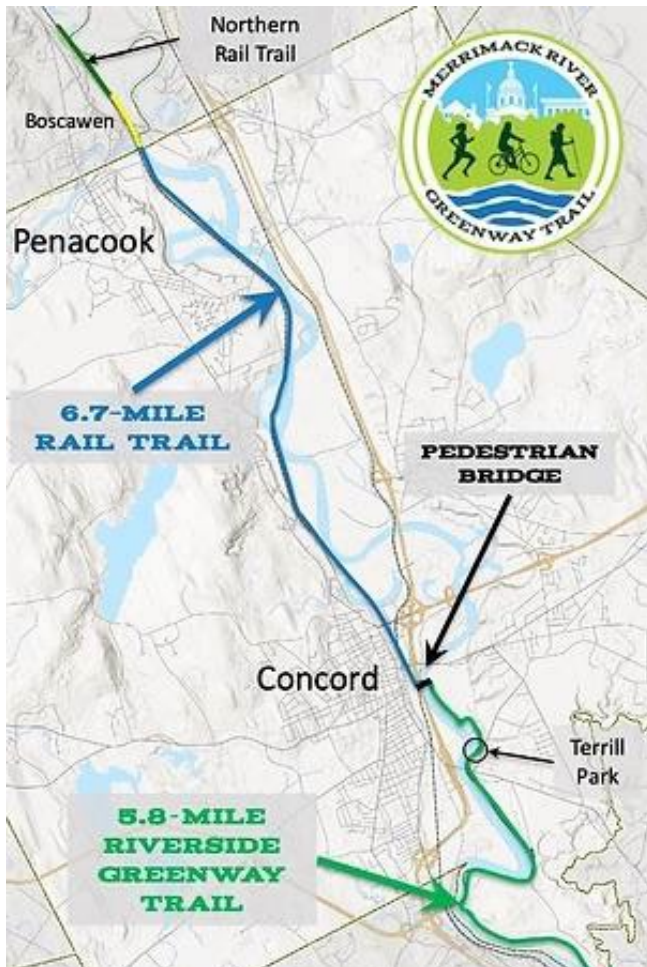 Northern
Rail Trail
MERRIMACK RIVER
GREENWAY TRAIL
Boscawen
Penacook
6.7-MILE
RAIL TRAIL
PEDESTRIAN
BRIDGE
Concord
Terrill
Park
5.8-MILE
RIVERSIDE
GREENWAY
TRAIL